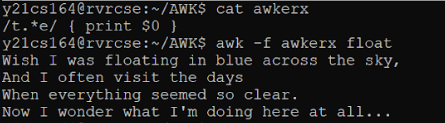 y21cs164@rvrcse:~/AWK$ cat awkerx
/t.*e/ { print $0 }
y21cs164@rvrcse:~/AWK$ awk -f awkerx float
Wish I was floating in blue across the sky,
And I often visit the days
When everything seemed so clear.
Now I wonder what I'm doing here at all...